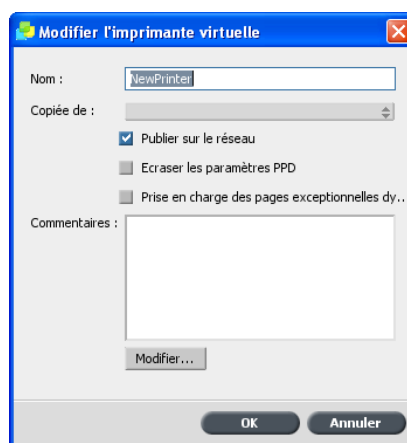 Modifier l'imprimante virtuelle
Nom : NewPrinter
Copiée de :
Publier sur le réseau
Ecraser les paramètres PPD
Prise en charge des pages exceptionnelles dy...
Commentaires :
Modifier...
OK Annuler